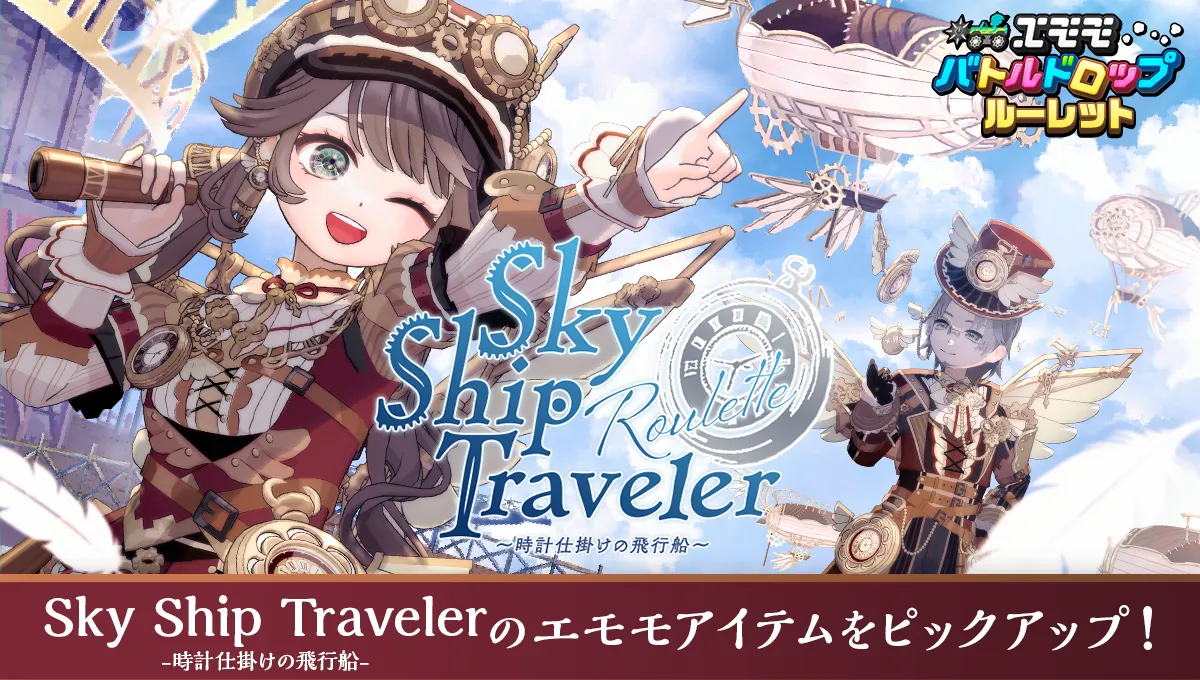 エモモ
バトルドロップ
ルーレット
Sky
Ship
Roulette
Traveler
～時計仕掛けの飛行船～
Sky Ship Travelerのエモモアイテムをピックアップ！
-時計仕掛けの飛行船-